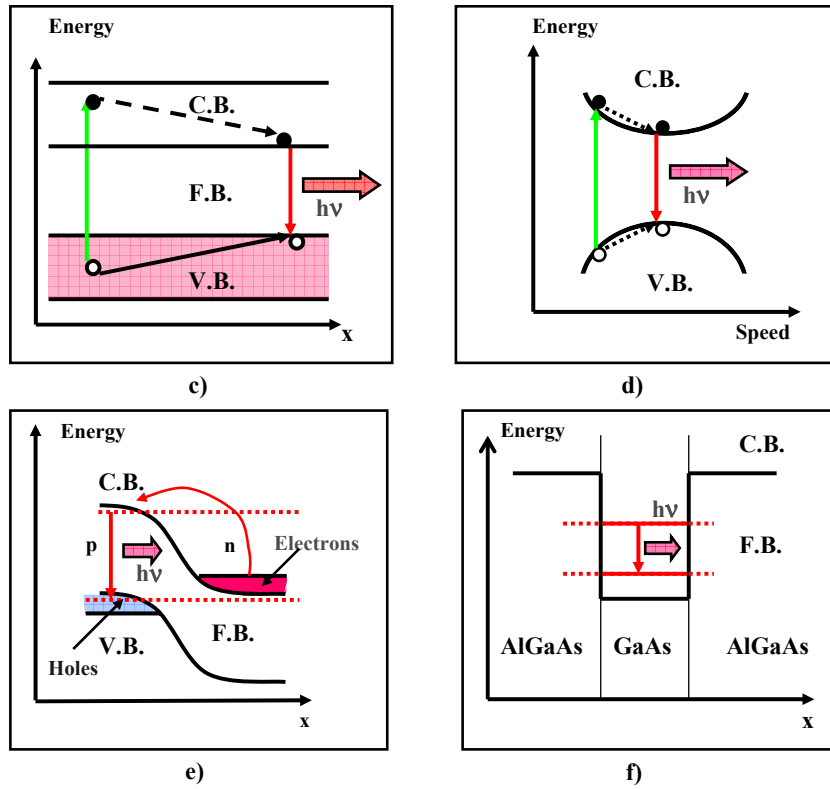 Energy
C.B.
F.B.
hν
V.B.
x
c)
Energy
C.B.
hν
V.B.
Speed
d)
Energy
C.B.
p
n
Electrons
hν
V.B.
F.B.
Holes
x
e)
Energy
C.B.
hν
F.B.
AlGaAs GaAs AlGaAs
x
f)